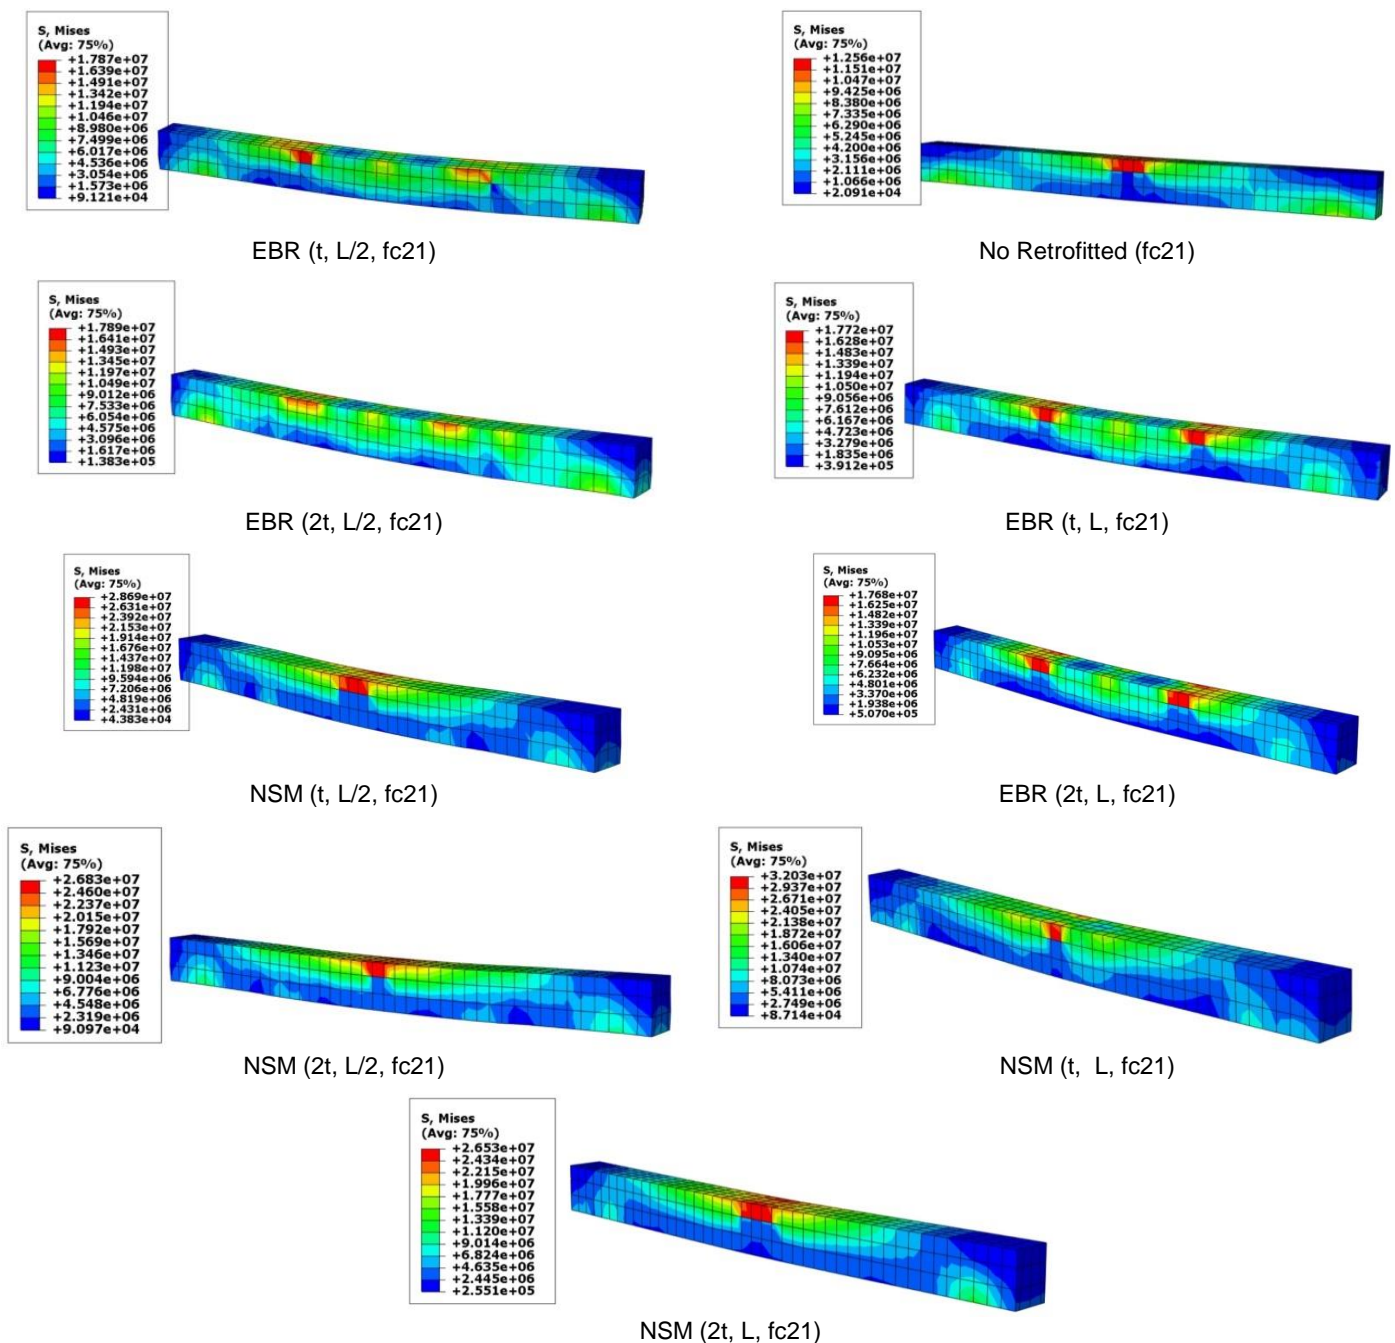 S, Mises
(Avg: 75%)
+1.787e+07
+1.639e+07
+1.491e+07
+1.342e+07
+1.194e+07
+1.046e+07
+8.980e+06
+7.499e+06
+6.017e+06
+4.536e+06
+3.054e+06
+1.573e+06
+9.121e+04
EBR (t, L/2, fc21)
S, Mises
(Avg: 75%)
+1.256e+07
+1.151e+07
+1.047e+07
+9.425e+06
+8.380e+06
+7.335e+06
+6.290e+06
+5.245e+06
+4.200e+06
+3.156e+06
+2.111e+06
+1.066e+06
+2.091e+04
No Retrofitted (fc21)
S, Mises
(Avg: 75%)
+1.789e+07
+1.641e+07
+1.493e+07
+1.345e+07
+1.197e+07
+1.049e+07
+9.012e+06
+7.533e+06
+6.054e+06
+4.575e+06
+3.096e+06
+1.617e+06
+1.383e+05
EBR (2t, L/2, fc21)
S, Mises
(Avg: 75%)
+1.772e+07
+1.628e+07
+1.483e+07
+1.339e+07
+1.194e+07
+1.050e+07
+9.056e+06
+7.612e+06
+6.167e+06
+4.723e+06
+3.279e+06
+1.835e+06
+3.912e+05
EBR (t, L, fc21)
S, Mises
(Avg: 75%)
+2.869e+07
+2.631e+07
+2.392e+07
+2.153e+07
+1.914e+07
+1.676e+07
+1.437e+07
+1.198e+07
+9.594e+06
+7.206e+06
+4.819e+06
+2.431e+06
+4.383e+04
NSM (t, L/2, fc21)
S, Mises
(Avg: 75%)
+1.768e+07
+1.625e+07
+1.482e+07
+1.339e+07
+1.196e+07
+1.053e+07
+9.095e+06
+7.664e+06
+6.232e+06
+4.801e+06
+3.370e+06
+1.938e+06
+5.070e+05
EBR (2t, L, fc21)
S, Mises
(Avg: 75%)
+2.683e+07
+2.460e+07
+2.237e+07
+2.015e+07
+1.792e+07
+1.569e+07
+1.346e+07
+1.123e+07
+9.004e+06
+6.776e+06
+4.548e+06
+2.319e+06
+9.097e+04
NSM (2t, L/2, fc21)
S, Mises
(Avg: 75%)
+3.203e+07
+2.937e+07
+2.671e+07
+2.405e+07
+2.138e+07
+1.872e+07
+1.606e+07
+1.340e+07
+1.074e+07
+8.073e+06
+5.411e+06
+2.749e+06
+8.714e+04
NSM (t, L, fc21)
S, Mises
(Avg: 75%)
+2.653e+07
+2.434e+07
+2.215e+07
+1.996e+07
+1.777e+07
+1.558e+07
+1.339e+07
+1.120e+07
+9.014e+06
+6.824e+06
+4.635e+06
+2.445e+06
+2.551e+05
NSM (2t, L, fc21)